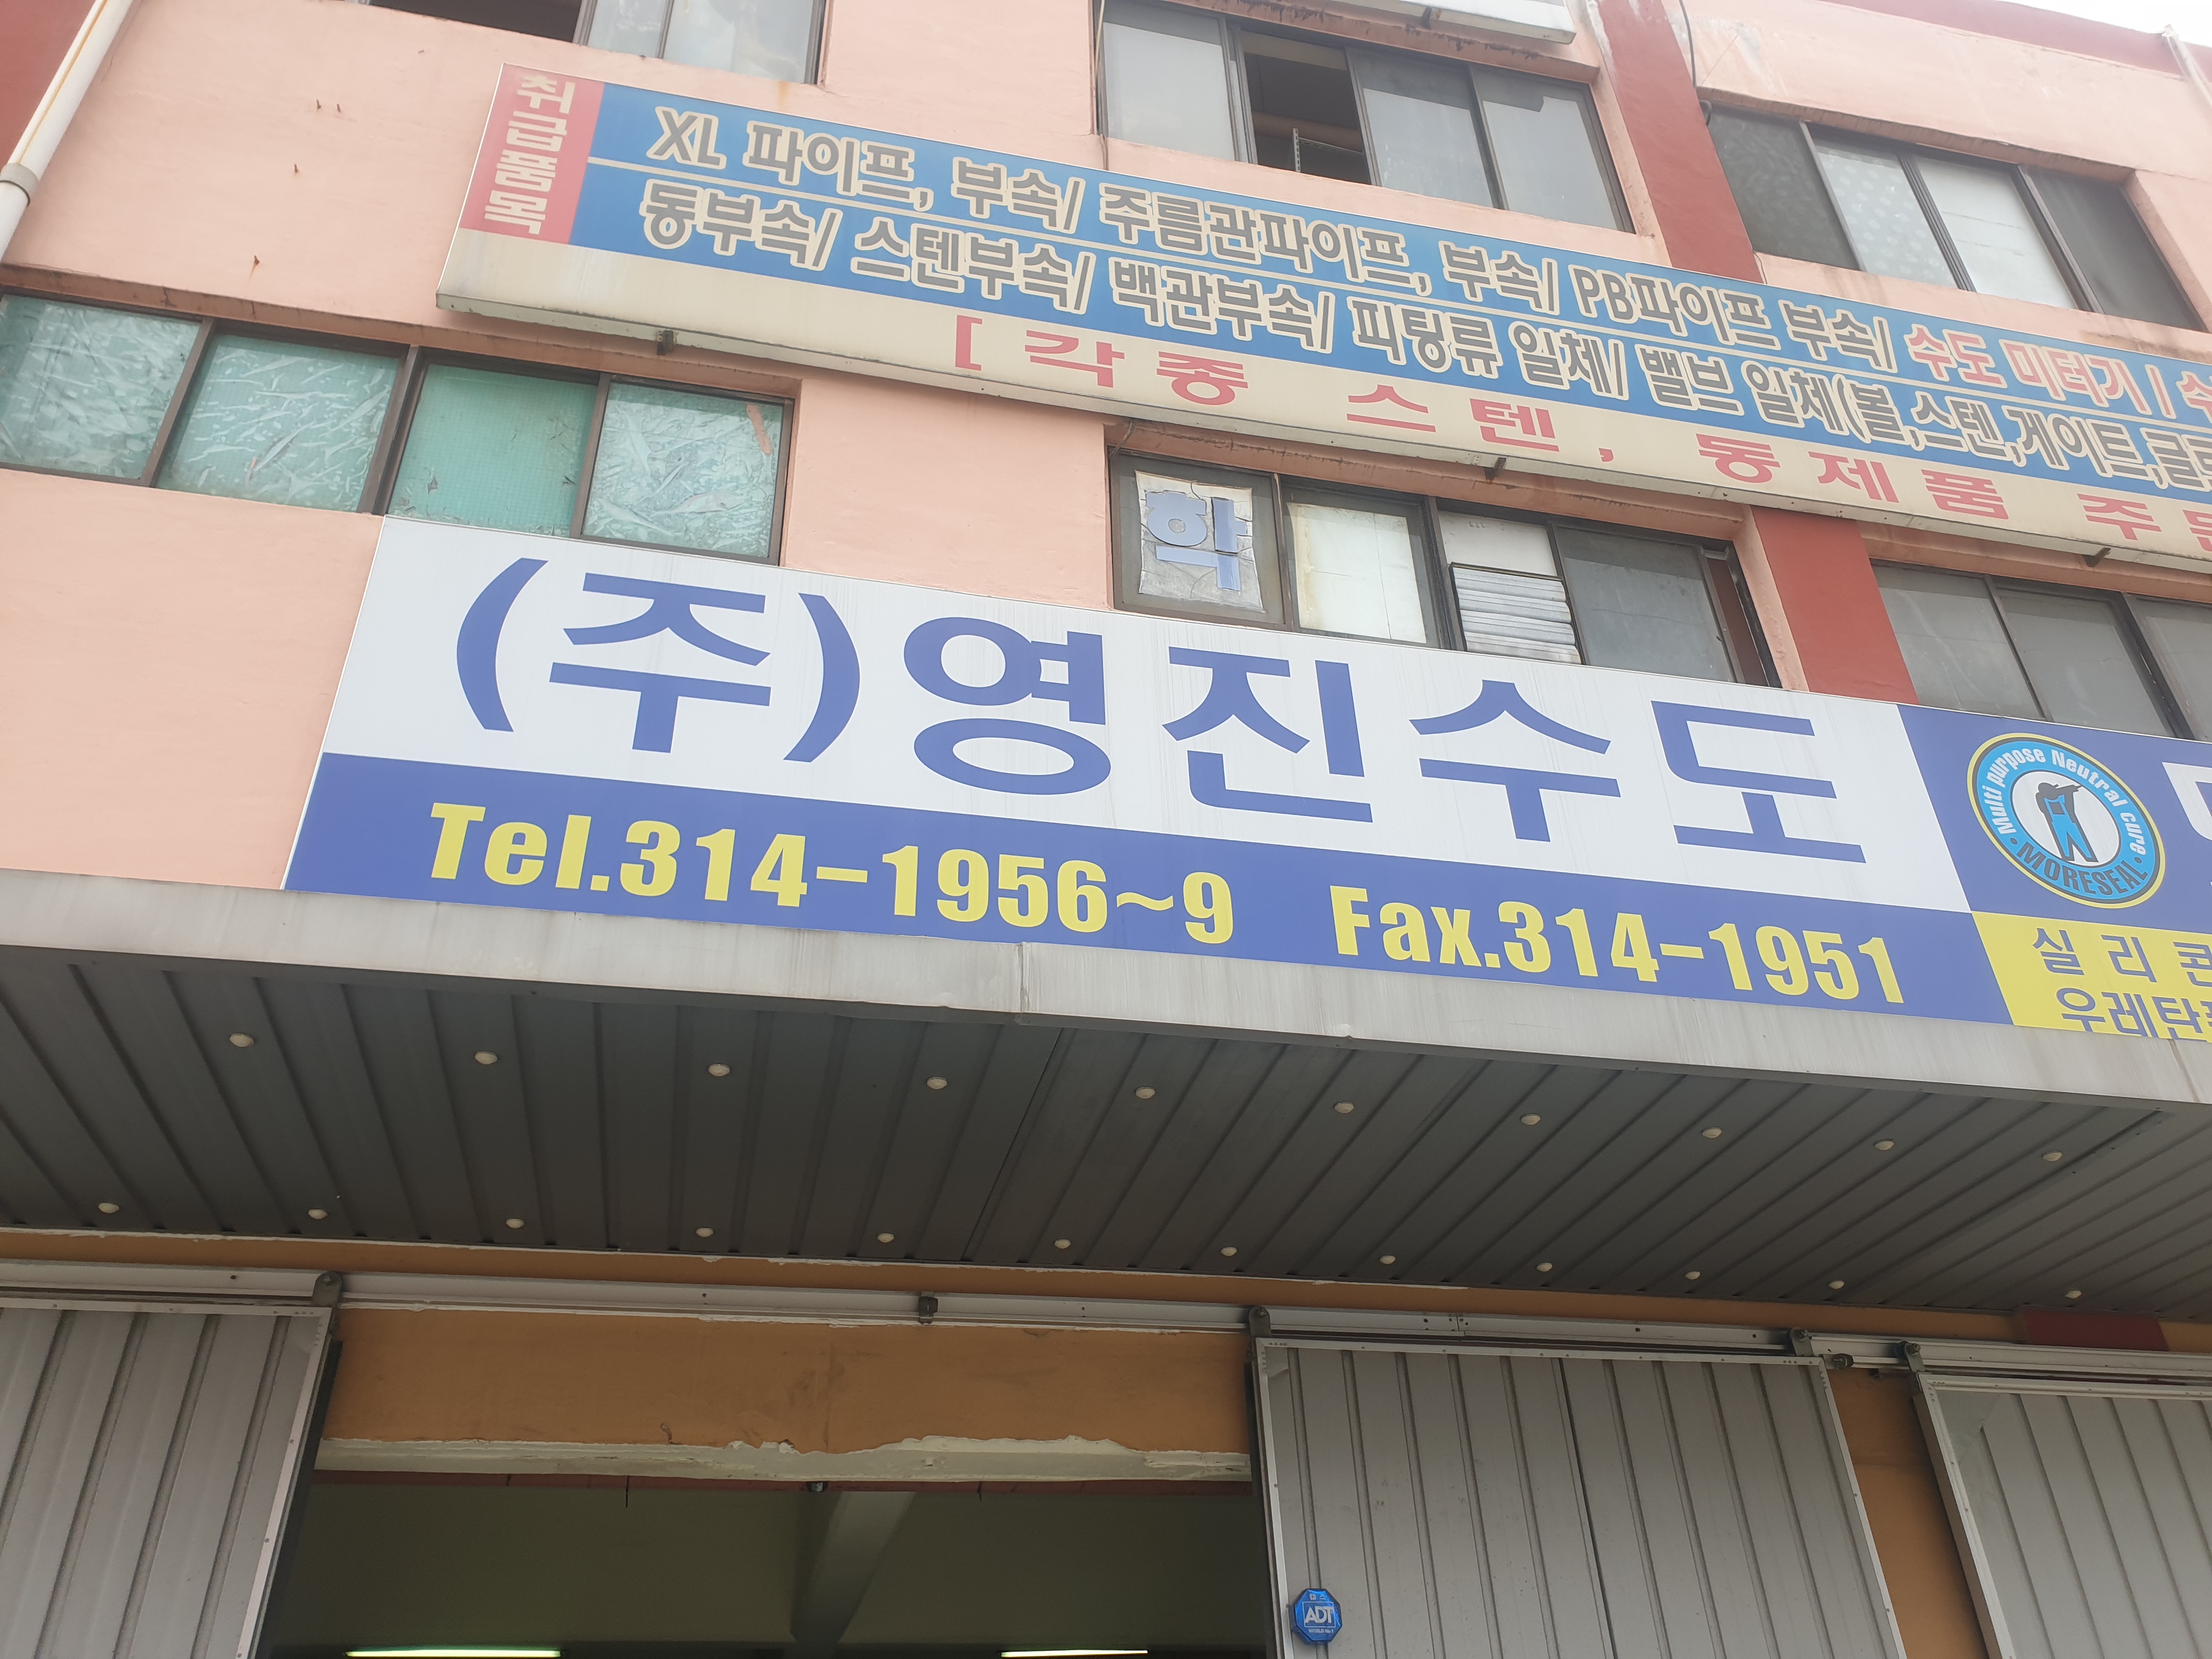 취급품목
XL 파이프, 부속/ 주름관파이프, 부속/ PB파이프 부속/ 수도 미터기 /
동부속/ 스텐부속/ 백관부속/ 피팅류 일체/ 밸브 일체(볼,스텐,게이트,
[ 각종 스텐, 동제품
학
(주)영진수도
Tel.314-1956~9 Fax.314-1951
Multi purpose Neutral cure
MORESEAL
실리콘
우레탄
ADT